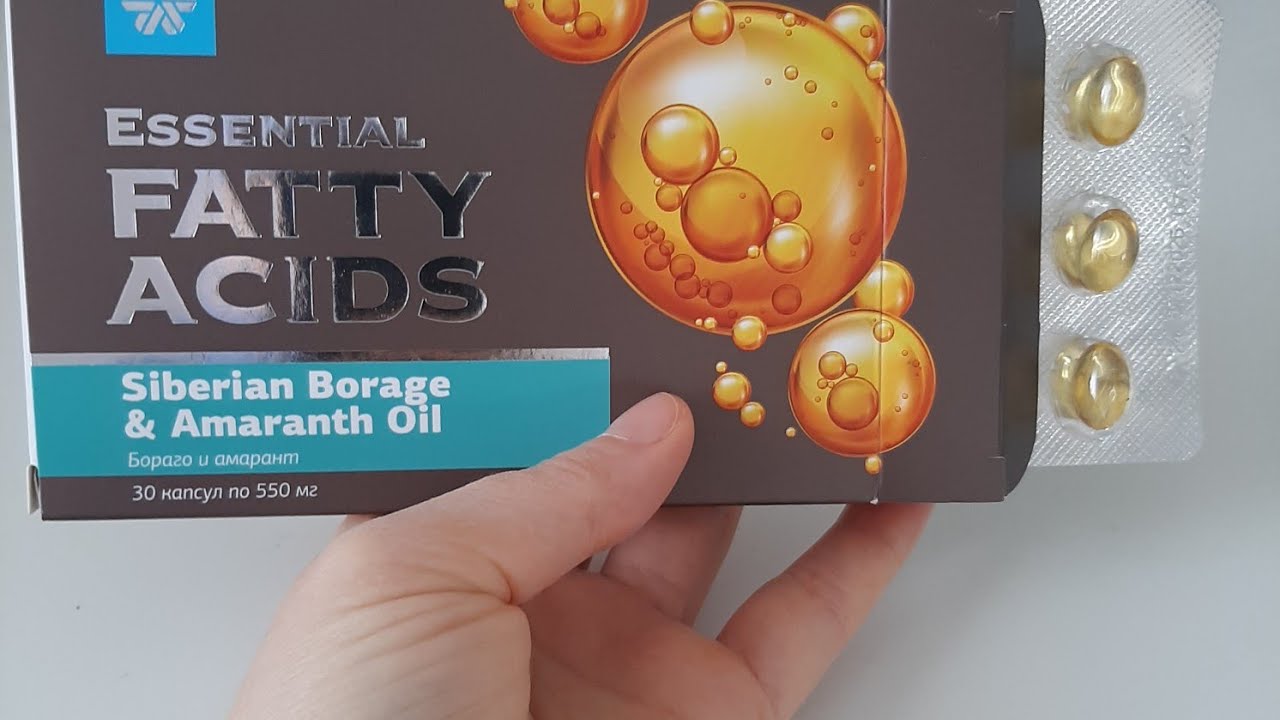 ESSENTIAL
FATTY
ACIDS
Siberian Borage
& Amaranth Oil
Бораго и амарант
30 капсул по 550 мг